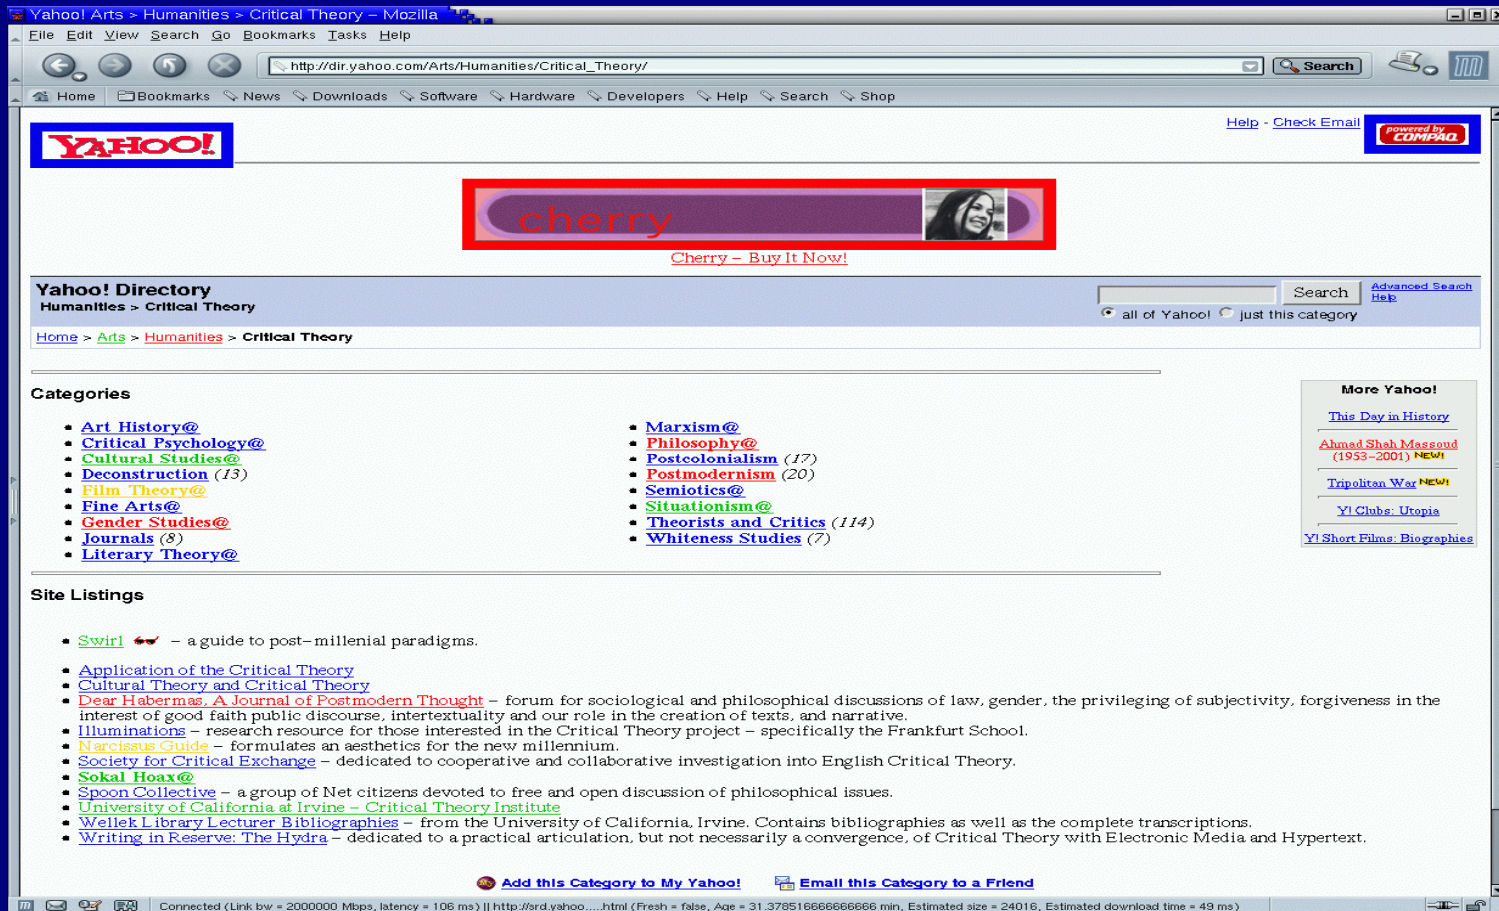 Yahoo! Arts > Humanities > Critical Theory – Mozilla
File Edit View Search Go Bookmarks Tasks Help
http://dir.yahoo.com/Arts/Humanities/Critical_Theory/ Search
Home Bookmarks News Downloads Software Hardware Developers Help Search Shop
YAHOO! Help - Check Email powered by COMPAQ
cherry
Cherry – Buy It Now!
Yahoo! Directory
Humanities > Critical Theory
Search Advanced Search
Help
all of Yahoo! just this category
Home > Arts > Humanities > Critical Theory
Categories
Art History@
Critical Psychology@
Cultural Studies@
Deconstruction (13)
Film Theory@
Fine Arts@
Gender Studies@
Journals (8)
Literary Theory@
Marxism@
Philosophy@
Postcolonialism (17)
Postmodernism (20)
Semiotics@
Situationism@
Theorists and Critics (114)
Whiteness Studies (7)
More Yahoo!
This Day in History
Ahmad Shah Massoud
(1953–2001) NEW!
Tripolitan War NEW!
Y! Clubs: Utopia
Y! Short Films: Biographies
Site Listings
Swirl – a guide to post–millenial paradigms.
Application of the Critical Theory
Cultural Theory and Critical Theory
Dear Habermas, A Journal of Postmodern Thought – forum for sociological and philosophical discussions of law, gender, the privileging of subjectivity, forgiveness in the
interest of good faith public discourse, intertextuality and our role in the creation of texts, and narrative.
Illuminations – research resource for those interested in the Critical Theory project – specifically the Frankfurt School.
Narcissus Guide – formulates an aesthetics for the new millennium.
Society for Critical Exchange – dedicated to cooperative and collaborative investigation into English Critical Theory.
Sokal Hoax@
Spoon Collective – a group of Net citizens devoted to free and open discussion of philosophical issues.
University of California at Irvine – Critical Theory Institute
Wellek Library Lecturer Bibliographies – from the University of California, Irvine. Contains bibliographies as well as the complete transcriptions.
Writing in Reserve: The Hydra – dedicated to a practical articulation, but not necessarily a convergence, of Critical Theory with Electronic Media and Hypertext.
Add this Category to My Yahoo! Email this Category to a Friend
Connected (Link bw = 2000000 Mbps, latency = 106 ms) || http://srd.yahoo.....html (Fresh = false, Age = 31.378516666666666 min, Estimated size = 24016, Estimated download time = 49 ms)